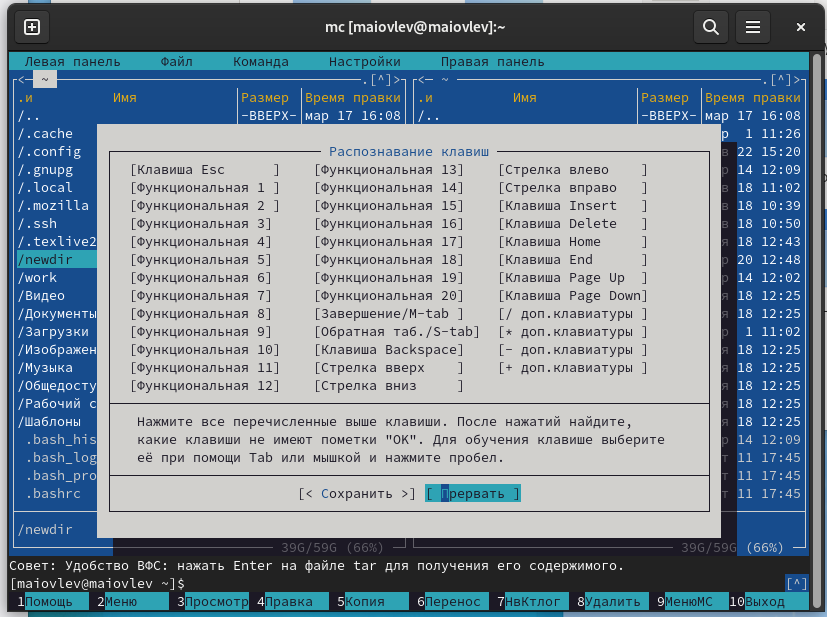 mc [maiovlev@maiovlev]:~
Левая панель Файл Команда Настройки Правая панель
<─ ~ .[^]> <─ ~ .[^]>
.и Имя Размер Время правки .и Имя Размер Время правки
/.. -ВВЕРХ- мар 17 16:08 /.. -ВВЕРХ- мар 17 16:08
/.cache р 1 11:26
/.config в 22 15:20
/.gnupg р 14 12:09
/.local в 18 11:02
/.mozilla в 18 10:39
/.ssh в 18 10:50
/.texlive2 я 18 12:43
/newdir р 20 12:48
/work р 14 12:02
/Видео я 18 12:25
/Документы я 18 12:25
/Загрузки р 1 11:02
/Изображен я 18 12:25
/Музыка я 18 12:25
/Общедосту я 18 12:25
/Рабочий с я 18 12:25
/Шаблоны я 18 12:25
.bash_his р 14 12:09
.bash_log т 11 17:45
.bash_pro т 11 17:45
.bashrc т 11 17:45
/newdir
39G/59G (66%) 39G/59G (66%)
Распознавание клавиш
[Клавиша Esc ] [Функциональная 13] [Стрелка влево ]
[Функциональная 1 ] [Функциональная 14] [Стрелка вправо ]
[Функциональная 2 ] [Функциональная 15] [Клавиша Insert ]
[Функциональная 3] [Функциональная 16] [Клавиша Delete ]
[Функциональная 4] [Функциональная 17] [Клавиша Home ]
[Функциональная 5] [Функциональная 18] [Клавиша End ]
[Функциональная 6] [Функциональная 19] [Клавиша Page Up ]
[Функциональная 7] [Функциональная 20] [Клавиша Page Down]
[Функциональная 8] [Завершение/M-tab ] [/ доп.клавиатуры ]
[Функциональная 9] [Обратная таб./S-tab] [* доп.клавиатуры ]
[Функциональная 10] [Клавиша Backspace] [- доп.клавиатуры ]
[Функциональная 11] [Стрелка вверх ] [+ доп.клавиатуры ]
[Функциональная 12] [Стрелка вниз ]
Нажмите все перечисленные выше клавиши. После нажатий найдите,
какие клавиши не имеют пометки "OK". Для обучения клавише выберите
её при помощи Tab или мышкой и нажмите пробел.
[< Сохранить >] [ Прервать ]
Совет: Удобство ВФС: нажать Enter на файле tar для получения его содержимого.
[maiovlev@maiovlev ~]$ [^]
1Помощь 2Меню 3Просмотр 4Правка 5Копия 6Перенос 7НвКтлог 8Удалить 9МенюMC 10Выход